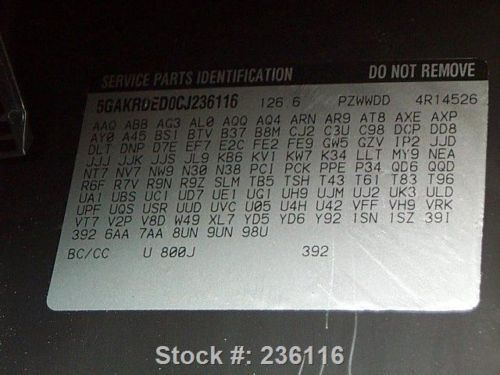 SERVICE PARTS IDENTIFICATION DO NOT REMOVE
5GAKRDED0CJ236116 126 6 PZWWDD 4R14526
AAQ ABB AG3 AL0 AQQ AQ4 ARN AR9 AT8 AXE AXP
AY0 A45 BS1 BTV B37 B8M CJ2 C3U C98 DCP DD8
DLT DNP D7E EF7 E2C FE2 FE9 GW5 GZV IP2 JJD
JJJ JJK JJS JL9 KB6 KV1 KW7 K34 LLT MY9 NEA
NT7 NV7 NW9 N30 N38 PCI PCK PPE P34 QD6 QQD
R6F R7V R9N R9Z SLM TB5 TSH T43 T61 T83 T96
UAI UBS UCI UD7 UE1 UG1 UH9 UJM UJ2 UK3 ULD
UPF UQS USR UUD UVC U05 U4H U42 VFF VH9 VRK
VT7 V2P V8D W49 XL7 YD5 YD6 Y92 1SN 1SZ 39I
392 6AA 7AA 8UN 9UN 98U
BC/CC U 800J 392
Stock #: 236116